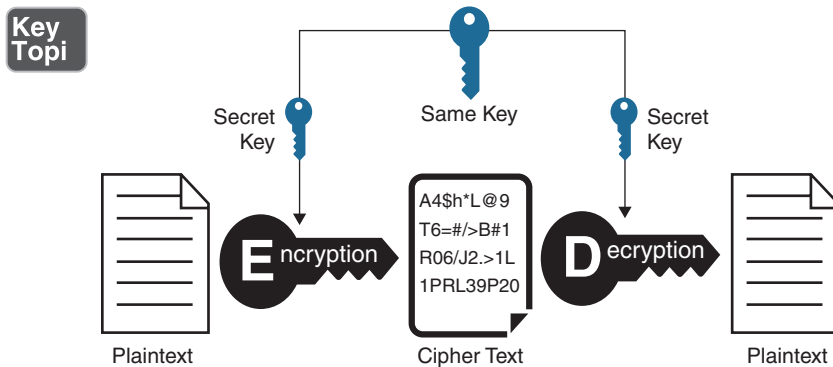 Key
Topi
Same Key
Secret
Key
Secret
Key
Encryption
A4$h*L@9
T6=#/>B#1
R06/J2.>1L
1PRL39P20
Decryption
Plaintext
Cipher Text
Plaintext